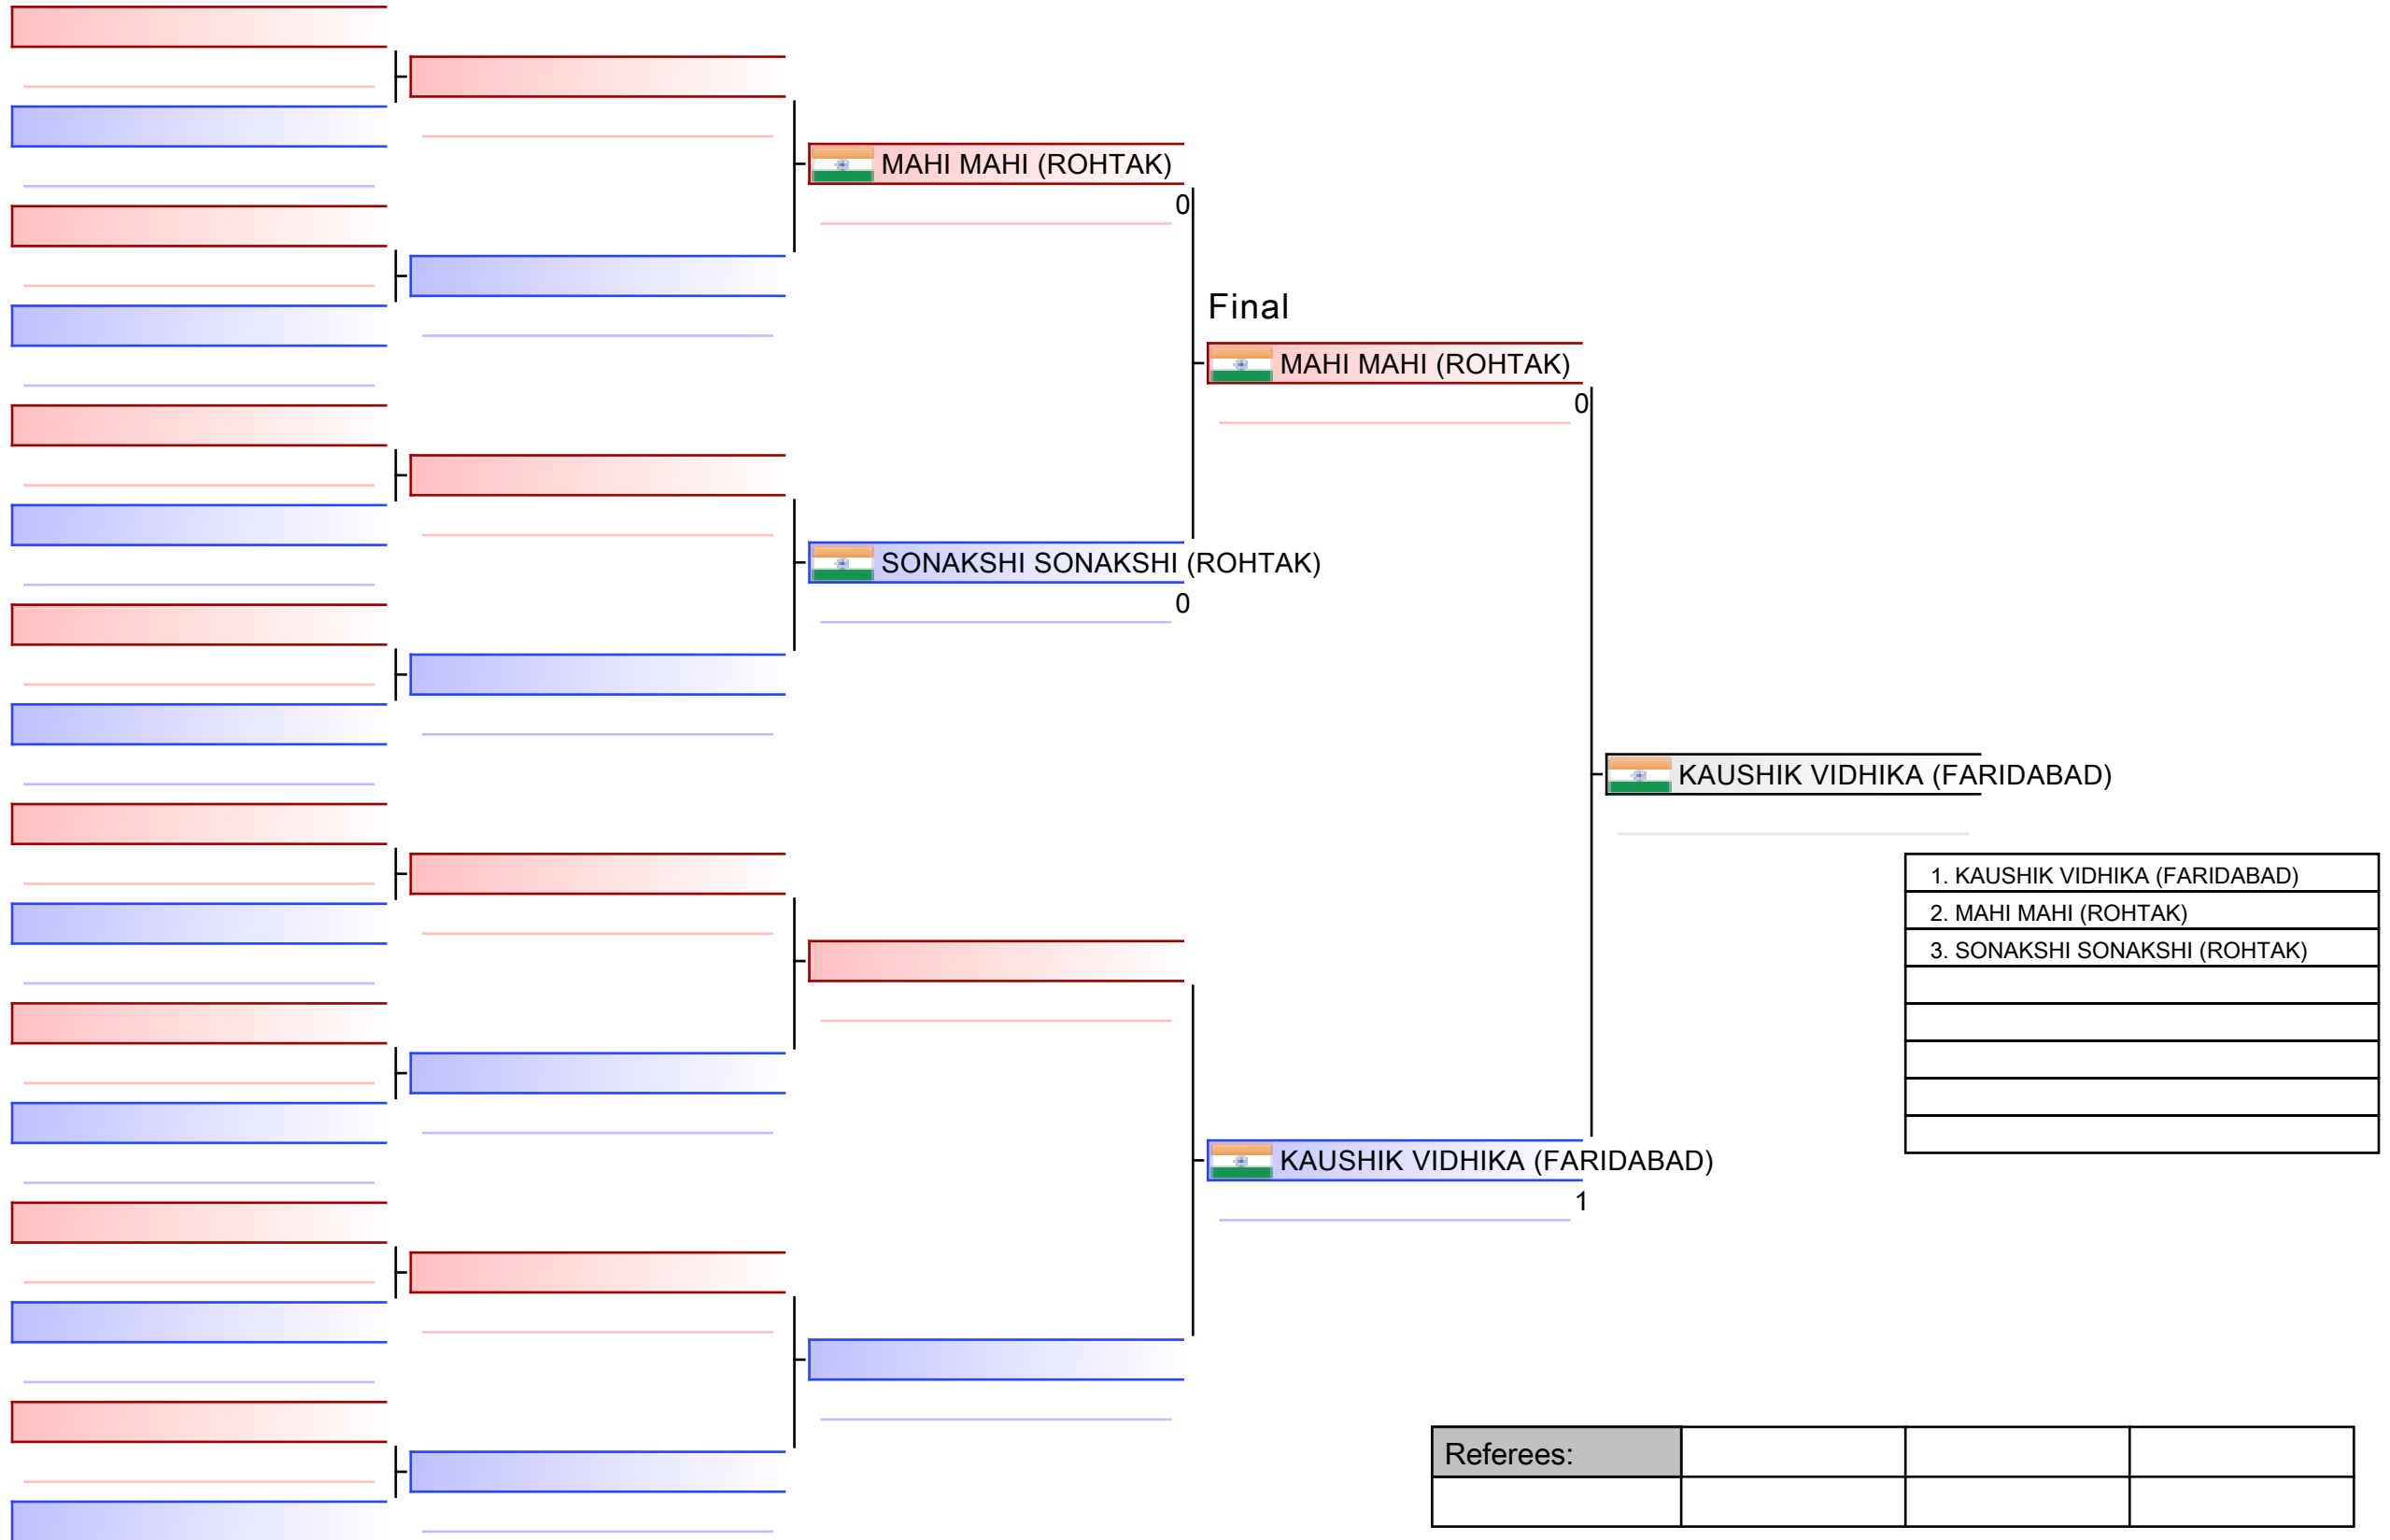 MAHI MAHI (ROHTAK)
0
Final
MAHI MAHI (ROHTAK)
0
SONAKSHI SONAKSHI (ROHTAK)
0
KAUSHIK VIDHIKA (FARIDABAD)
1. KAUSHIK VIDHIKA (FARIDABAD)
2. MAHI MAHI (ROHTAK)
3. SONAKSHI SONAKSHI (ROHTAK)
KAUSHIK VIDHIKA (FARIDABAD)
1
Referees: